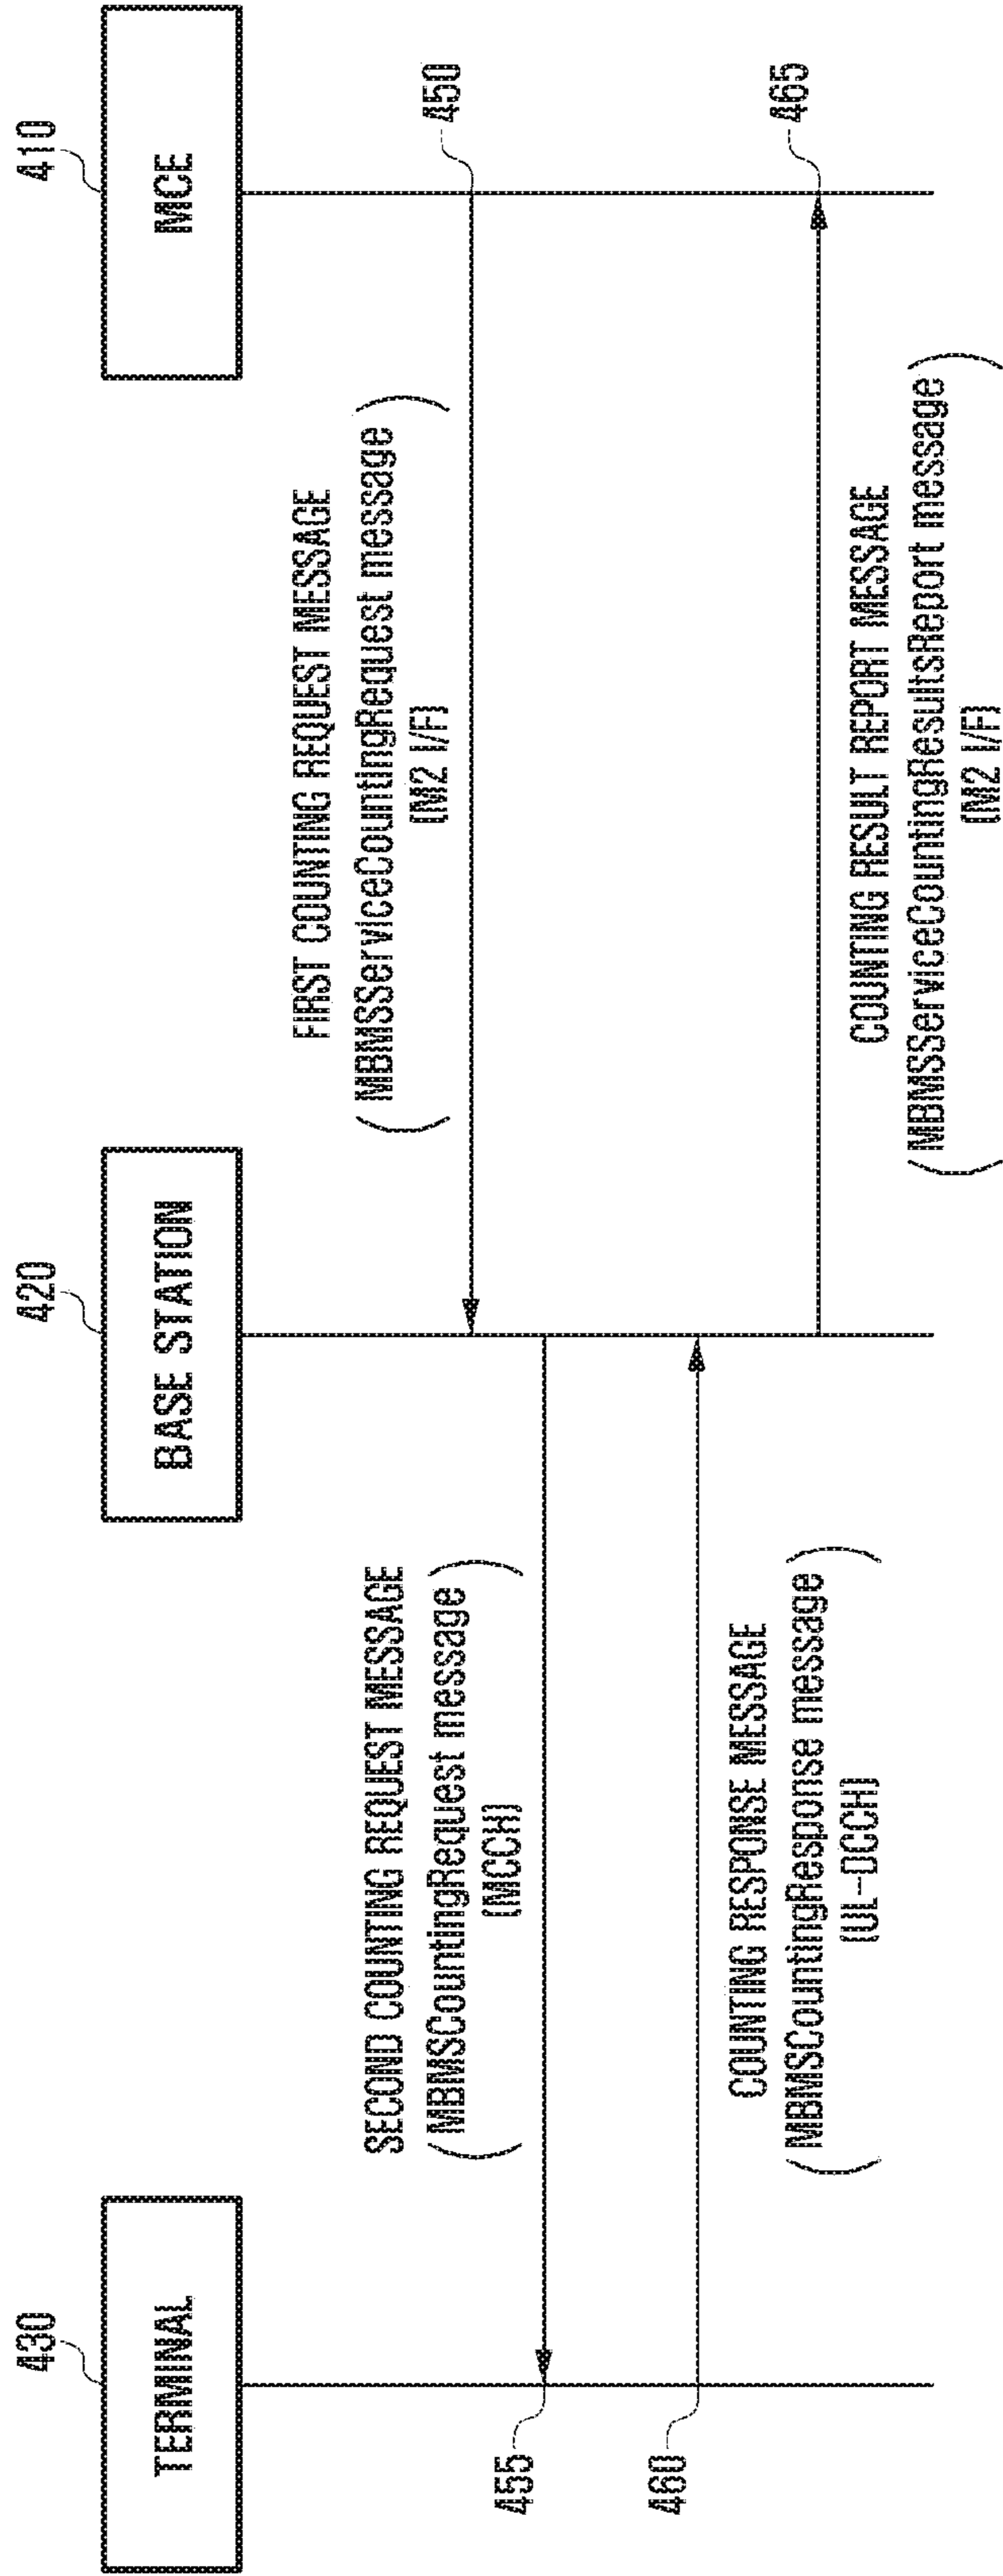 430
TERMINAL
420
BASE STATION
410
MCE
FIRST COUNTING REQUEST MESSAGE
(MBMSServiceCountingRequest message)
(M2 I/F)
450
SECOND COUNTING REQUEST MESSAGE
(MBMSCountingRequest message)
(MCCH)
455
460
COUNTING RESPONSE MESSAGE
(MBMSCountingResponse message)
(UL-DCCH)
465
COUNTING RESULT REPORT MESSAGE
(MBMSServiceCountingResultsReport message)
(M2 I/F)